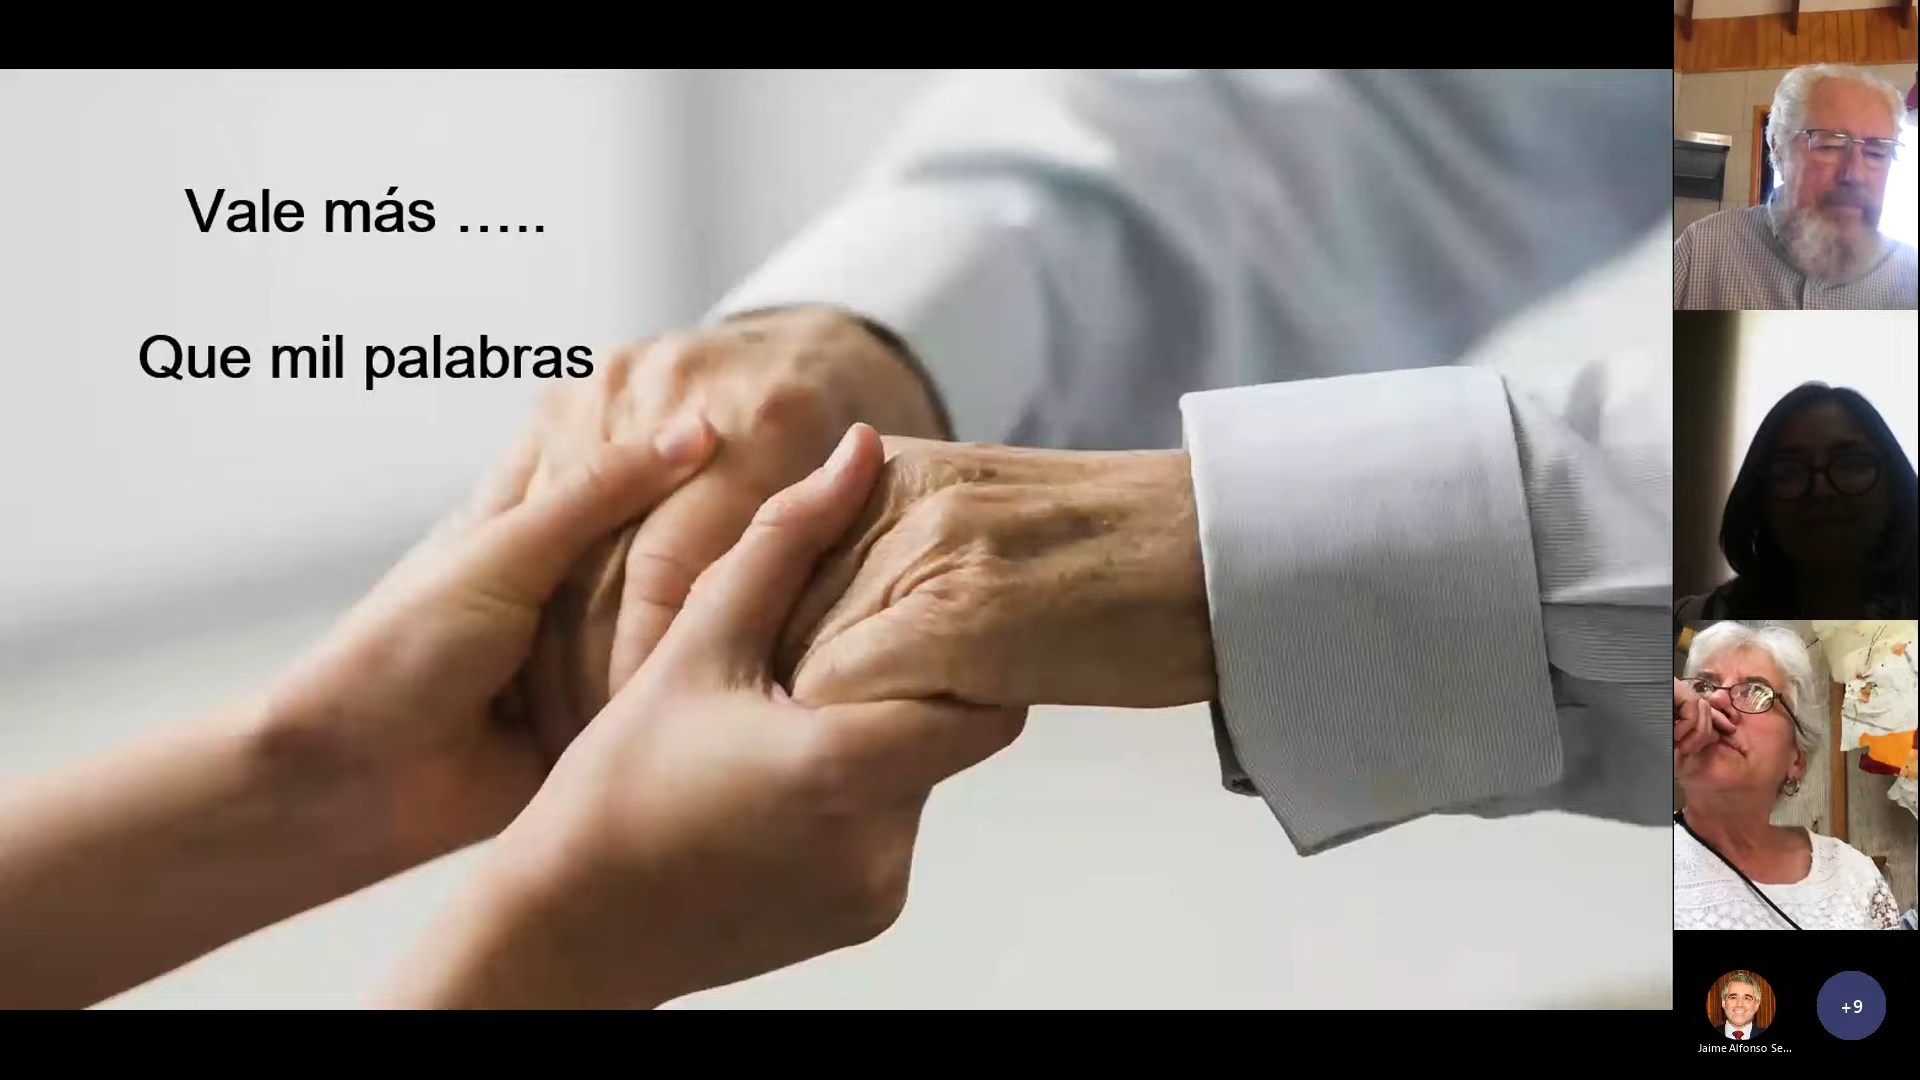 Vale más .....
Que mil palabras
Jaime Alfonso Se...
+9